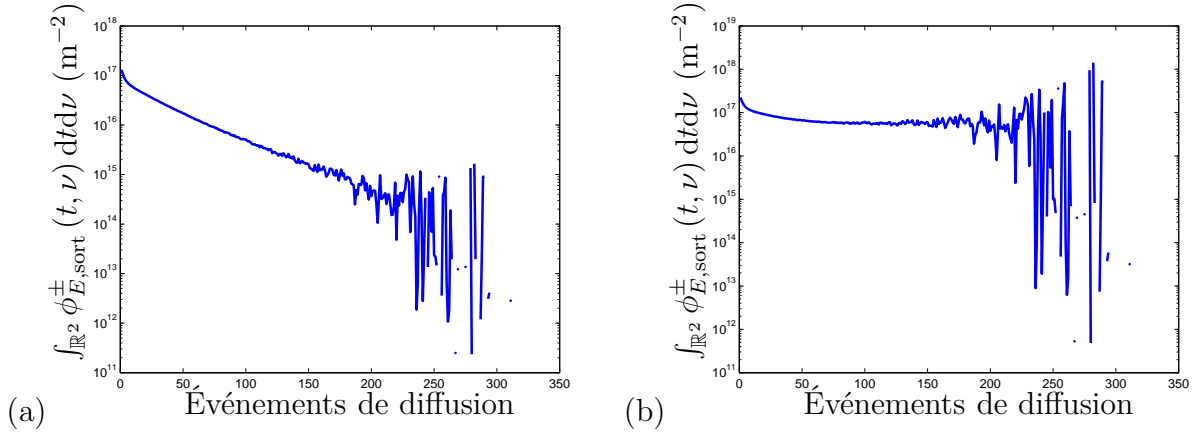 10^18
10^17
10^16
10^15
10^14
10^13
10^12
10^11
∫_ℝ² ϕ^±_E,sort (t, ν) dtdν (m^−2)
0 50 100 150 200 250 300 350
(a) Événements de diffusion
10^19
10^18
10^17
10^16
10^15
10^14
10^13
10^12
10^11
∫_ℝ² ϕ^±_E,sort (t, ν) dtdν (m^−2)
0 50 100 150 200 250 300 350
(b) Événements de diffusion